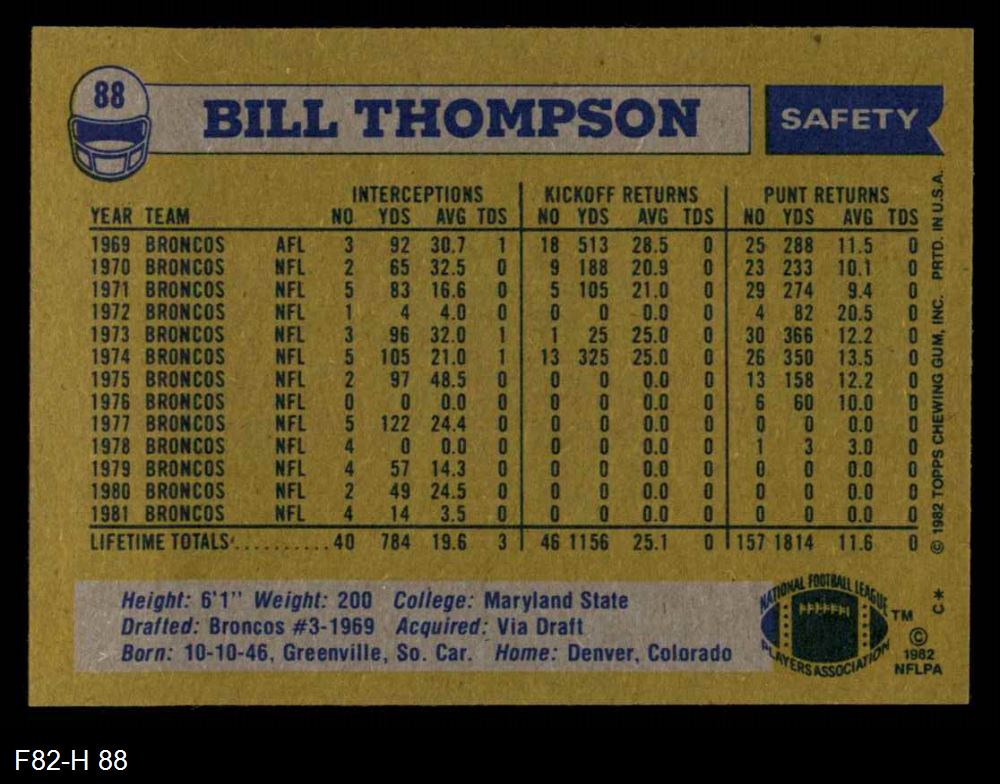 88
BILL THOMPSON
SAFETY
INTERCEPTIONS KICKOFF RETURNS PUNT RETURNS
YEAR TEAM NO YDS AVG TDS NO YDS AVG TDS NO YDS AVG TDS
1969 BRONCOS AFL 3 92 30.7 1 18 513 28.5 0 25 288 11.5 0
1970 BRONCOS NFL 2 65 32.5 0 9 188 20.9 0 23 233 10.1 0
1971 BRONCOS NFL 5 83 16.6 0 5 105 21.0 0 29 274 9.4 0
1972 BRONCOS NFL 1 4 4.0 0 0 0 0.0 0 4 82 20.5 0
1973 BRONCOS NFL 3 96 32.0 1 1 25 25.0 0 30 366 12.2 0
1974 BRONCOS NFL 5 105 21.0 1 13 325 25.0 0 26 350 13.5 0
1975 BRONCOS NFL 2 97 48.5 0 0 0 0.0 0 13 158 12.2 0
1976 BRONCOS NFL 0 0 0.0 0 0 0 0.0 0 6 60 10.0 0
1977 BRONCOS NFL 5 122 24.4 0 0 0 0.0 0 0 0 0.0 0
1978 BRONCOS NFL 4 0 0.0 0 0 0 0.0 0 1 3 3.0 0
1979 BRONCOS NFL 4 57 14.3 0 0 0 0.0 0 0 0 0.0 0
1980 BRONCOS NFL 2 49 24.5 0 0 0 0.0 0 0 0 0.0 0
1981 BRONCOS NFL 4 14 3.5 0 0 0 0.0 0 0 0 0.0 0
LIFETIME TOTALS........... 40 784 19.6 3 46 1156 25.1 0 157 1814 11.6 0
© 1982 TOPPS CHEWING GUM, INC. PRTD. IN U.S.A.
Height: 6'1" Weight: 200 College: Maryland State
Drafted: Broncos #3-1969 Acquired: Via Draft
Born: 10-10-46, Greenville, So. Car. Home: Denver, Colorado
NATIONAL FOOTBALL LEAGUE
PLAYERS ASSOCIATION
TM
©
1982
NFLPA
C*
F82-H 88